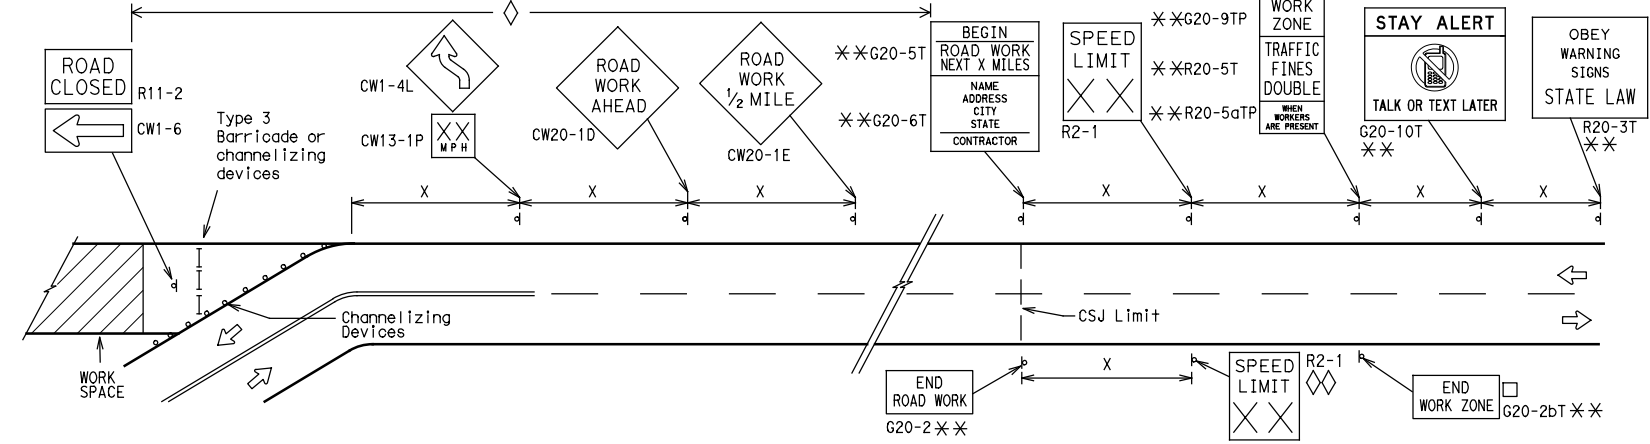 ROAD
CLOSED
R11-2
CW1-6
Type 3
Barricade or
channelizing
devices
CW1-4L
XX
MPH
CW13-1P
ROAD
WORK
AHEAD
CW20-1D
ROAD
WORK
1/2 MILE
CW20-1E
**G20-5T
BEGIN
ROAD WORK
NEXT X MILES
**G20-6T
NAME
ADDRESS
CITY
STATE
CONTRACTOR
SPEED
LIMIT
XX
R2-1
**G20-9TP
WORK
ZONE
**R20-5T
TRAFFIC
FINES
DOUBLE
**R20-5aTP
WHEN
WORKERS
ARE PRESENT
STAY ALERT
TALK OR TEXT LATER
G20-10T
**
OBEY
WARNING
SIGNS
STATE LAW
R20-3T
**
X
X
X
X
X
X
X
Channelizing
Devices
CSJ Limit
WORK
SPACE
X
END
ROAD WORK
G20-2**
SPEED
LIMIT
XX
R2-1
END
WORK ZONE
G20-2bT**